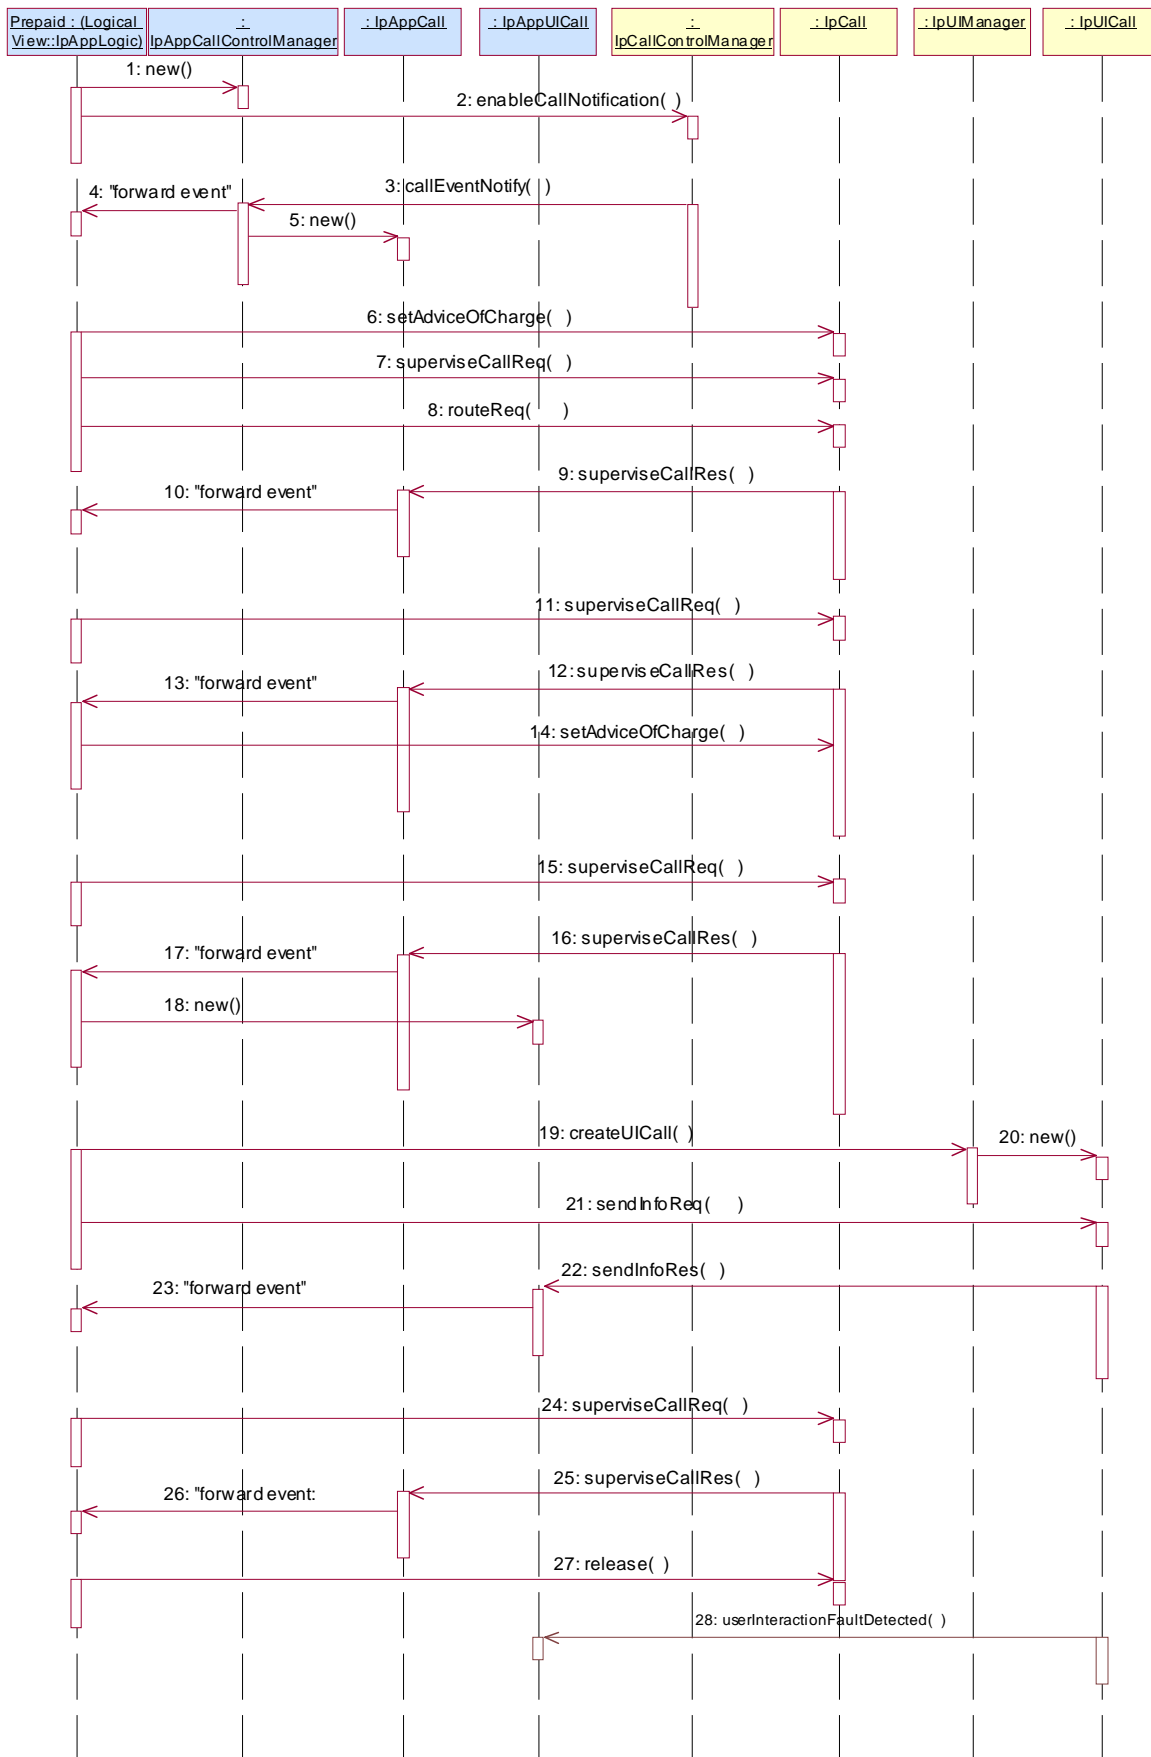 Prepaid : (Logical
View::IpAppLogic)
:
IpAppCallControlManager
: IpAppCall
: IpAppUICall
:
IpCallControlManager
: IpCall
: IpUIManager
: IpUICall
1: new()
2: enableCallNotification( )
3: callEventNotify( )
4: "forward event"
5: new()
6: setAdviceOfCharge( )
7: superviseCallReq( )
8: routeReq( )
9: superviseCallRes( )
10: "forward event"
11: superviseCallReq( )
12: superviseCallRes( )
13: "forward event"
14: setAdviceOfCharge( )
15: superviseCallReq( )
16: superviseCallRes( )
17: "forward event"
18: new()
19: createUICall( )
20: new()
21: sendInfoReq( )
22: sendInfoRes( )
23: "forward event"
24: superviseCallReq( )
25: superviseCallRes( )
26: "forward event:
27: release( )
28: userInteractionFaultDetected( )